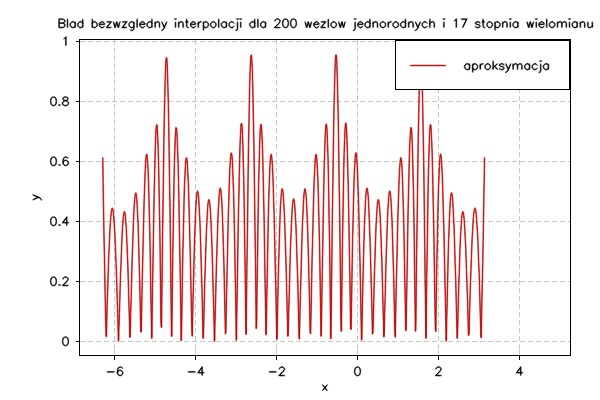 Blad bezwzgledny interpolacji dla 200 wezlow jednorodnych i 17 stopnia wielomianu
1
aproksymacja
0.8
0.6
y
0.4
0.2
0
−6 −4 −2 0 2 4
x